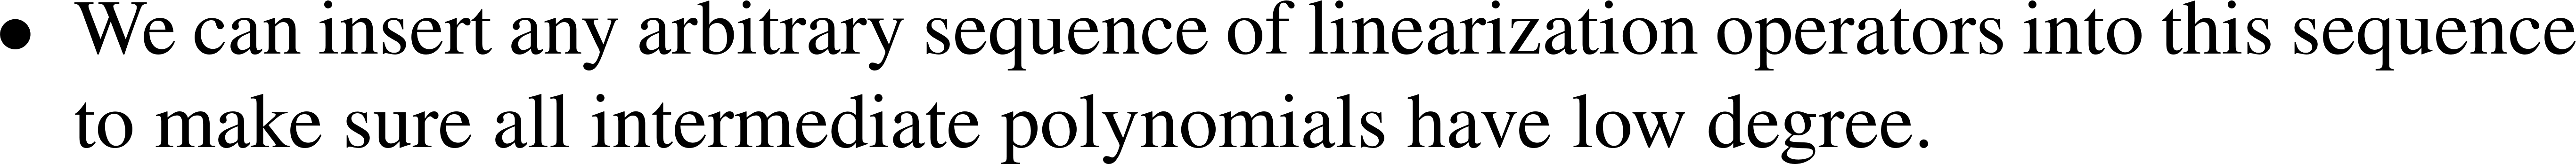 • We can insert any arbitrary sequence of linearization operators into this sequence
to make sure all intermediate polynomials have low degree.